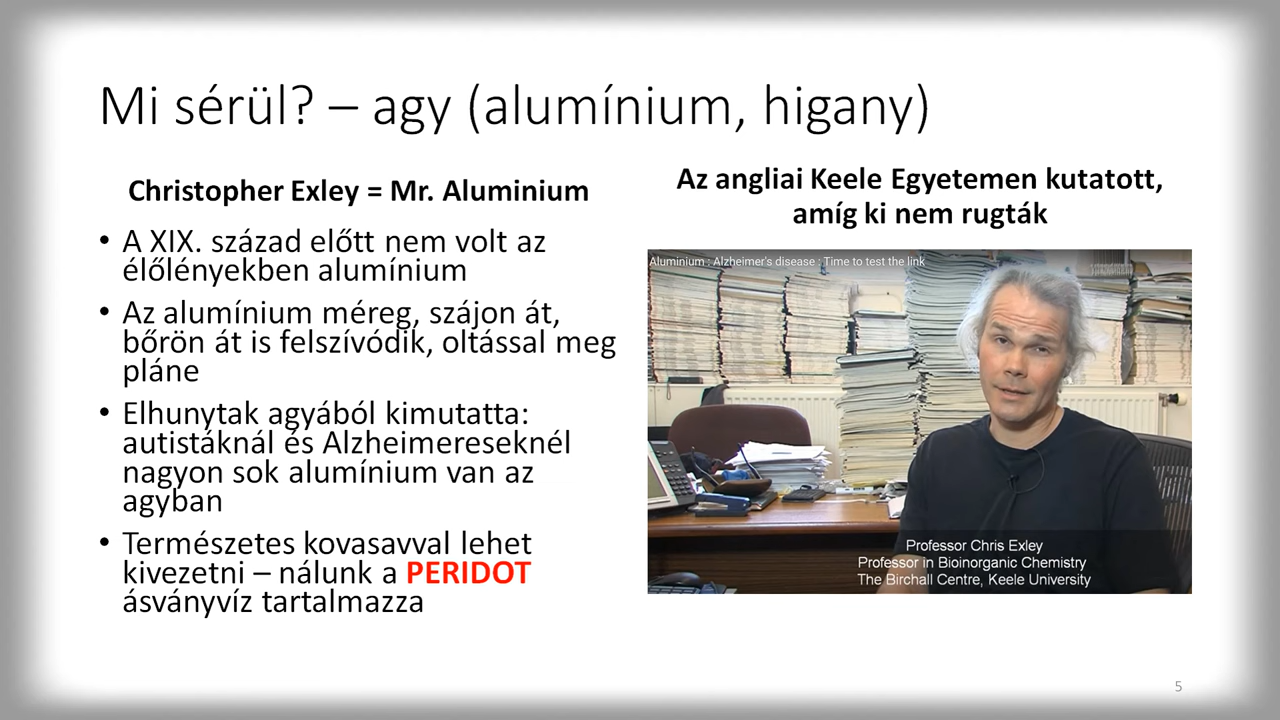 Mi sérül? – agy (alumínium, higany)
Christopher Exley = Mr. Aluminium
• A XIX. század előtt nem volt az
élőlényekben alumínium
• Az alumínium méreg, szájon át,
bőrön át is felszívódik, oltással meg
pláne
• Elhunytak agyából kimutatta:
autistáknál és Alzheimereseknél
nagyon sok alumínium van az
agyban
• Természetes kovasavval lehet
kivezetni – nálunk a PERIDOT
ásványvíz tartalmazza
Az angliai Keele Egyetemen kutatott,
amíg ki nem rugták
Aluminium : Alzheimer's disease : Time to test the link
Professor Chris Exley
Professor in Bioinorganic Chemistry
The Birchall Centre, Keele University
5